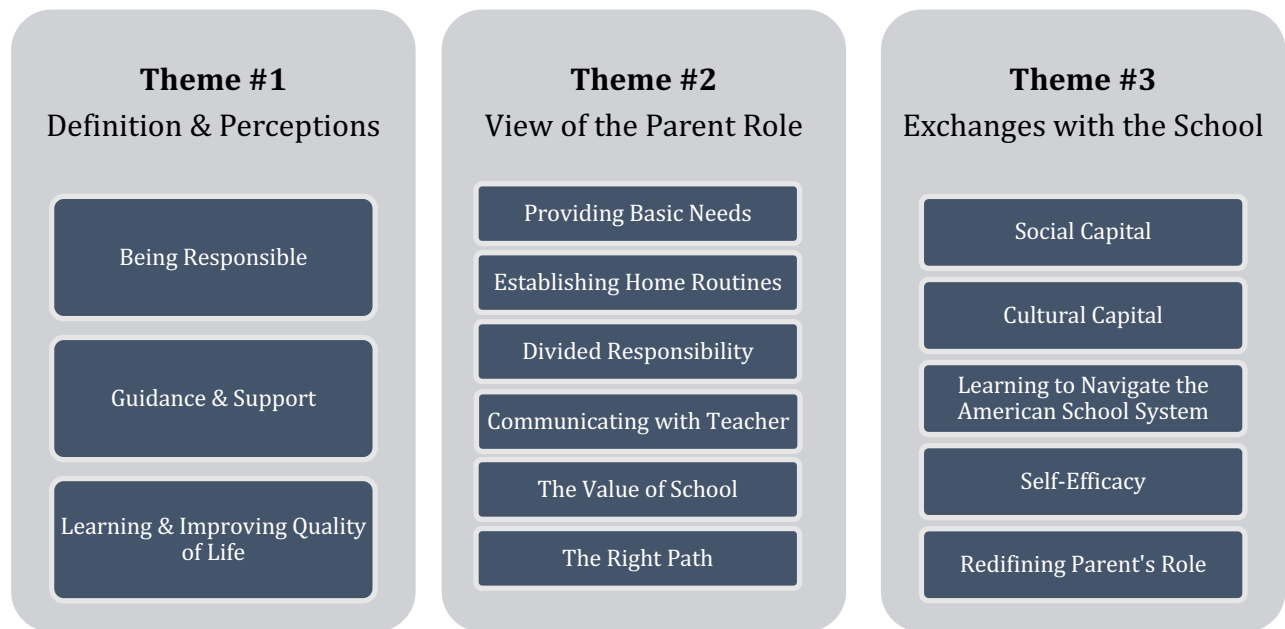 Theme #1
Definition & Perceptions
Being Responsible
Guidance & Support
Learning & Improving Quality
of Life
Theme #2
View of the Parent Role
Providing Basic Needs
Establishing Home Routines
Divided Responsibility
Communicating with Teacher
The Value of School
The Right Path
Theme #3
Exchanges with the School
Social Capital
Cultural Capital
Learning to Navigate the
American School System
Self-Efficacy
Redifining Parent's Role